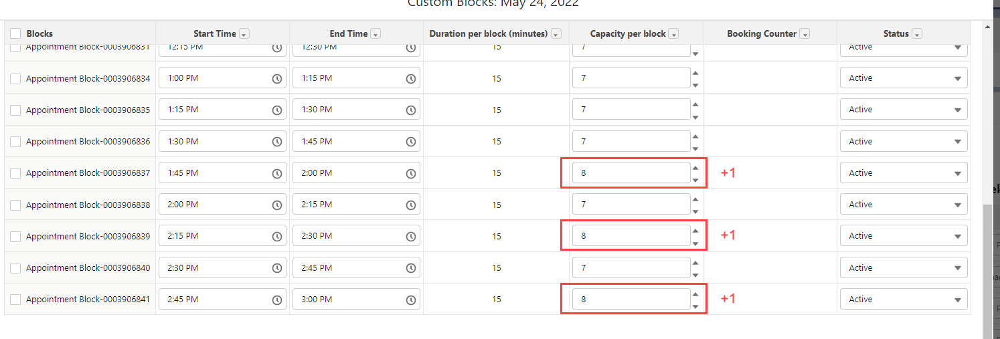 Custom Blocks: May 24, 2022
Blocks Start Time End Time Duration per block (minutes) Capacity per block Booking Counter Status
Appointment Block-0003906831 12:15 PM 12:30 PM 15 7 Active
Appointment Block-0003906834 1:00 PM 1:15 PM 15 7 Active
Appointment Block-0003906835 1:15 PM 1:30 PM 15 7 Active
Appointment Block-0003906836 1:30 PM 1:45 PM 15 7 Active
Appointment Block-0003906837 1:45 PM 2:00 PM 15 8 +1 Active
Appointment Block-0003906838 2:00 PM 2:15 PM 15 7 Active
Appointment Block-0003906839 2:15 PM 2:30 PM 15 8 +1 Active
Appointment Block-0003906840 2:30 PM 2:45 PM 15 7 Active
Appointment Block-0003906841 2:45 PM 3:00 PM 15 8 +1 Active